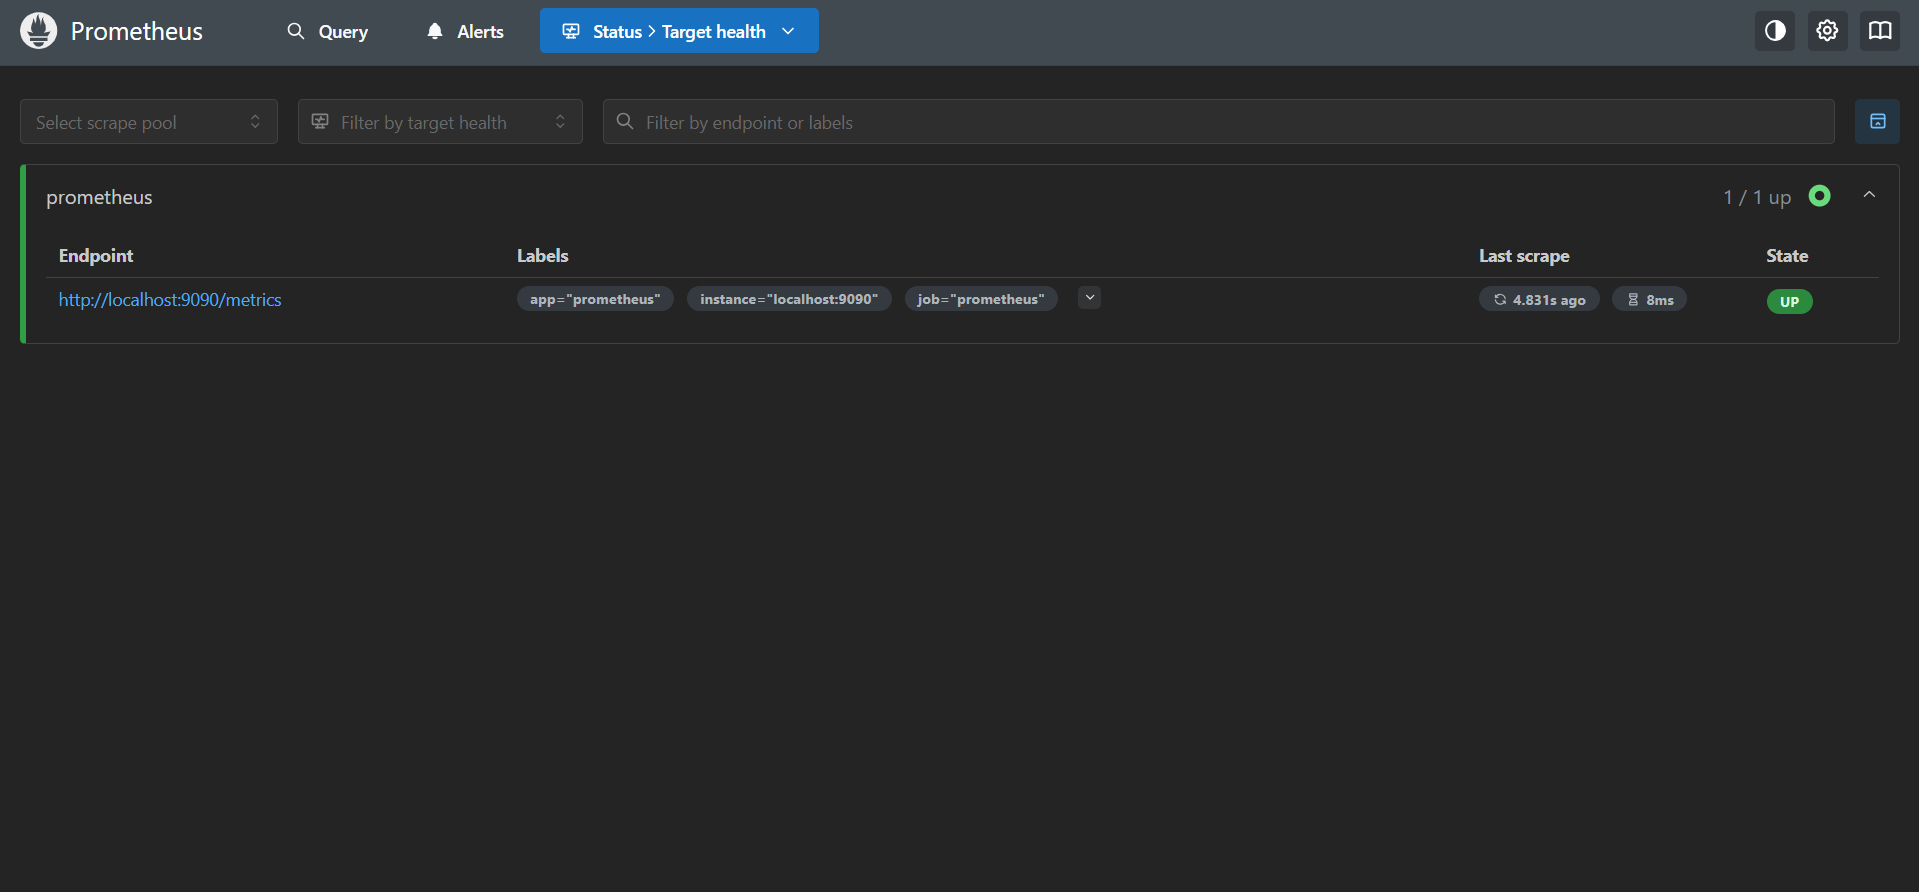 Prometheus Query Alerts Status > Target health
Select scrape pool Filter by target health Filter by endpoint or labels
prometheus 1 / 1 up
Endpoint Labels Last scrape State
http://localhost:9090/metrics app="prometheus" instance="localhost:9090" job="prometheus" 4.831s ago 8ms UP